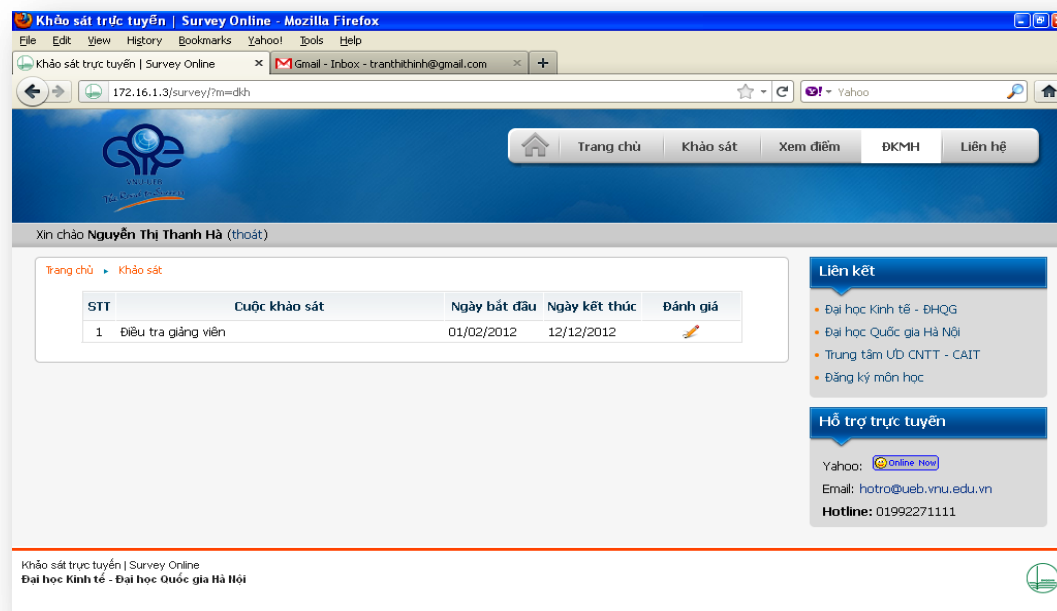 Khảo sát trực tuyến | Survey Online - Mozilla Firefox
File Edit View History Bookmarks Yahoo! Tools Help
Khảo sát trực tuyến | Survey Online × Gmail - Inbox - tranthithinh@gmail.com × +
172.16.1.3/survey/?m=dkh Yahoo
VNU UEB
Trang chủ Khảo sát Xem điểm ĐKMH Liên hệ
Xin chào Nguyễn Thị Thanh Hà (thoát)
Trang chủ ▸ Khảo sát
STT Cuộc khảo sát Ngày bắt đầu Ngày kết thúc Đánh giá
1 Điều tra giảng viên 01/02/2012 12/12/2012
Liên kết
• Đại học Kinh tế - ĐHQG
• Đại học Quốc gia Hà Nội
• Trung tâm ƯD CNTT - CAIT
• Đăng ký môn học
Hỗ trợ trực tuyến
Yahoo: Online Now
Email: hotro@ueb.vnu.edu.vn
Hotline: 01992271111
Khảo sát trực tuyến | Survey Online
Đại học Kinh tế - Đại học Quốc gia Hà Nội